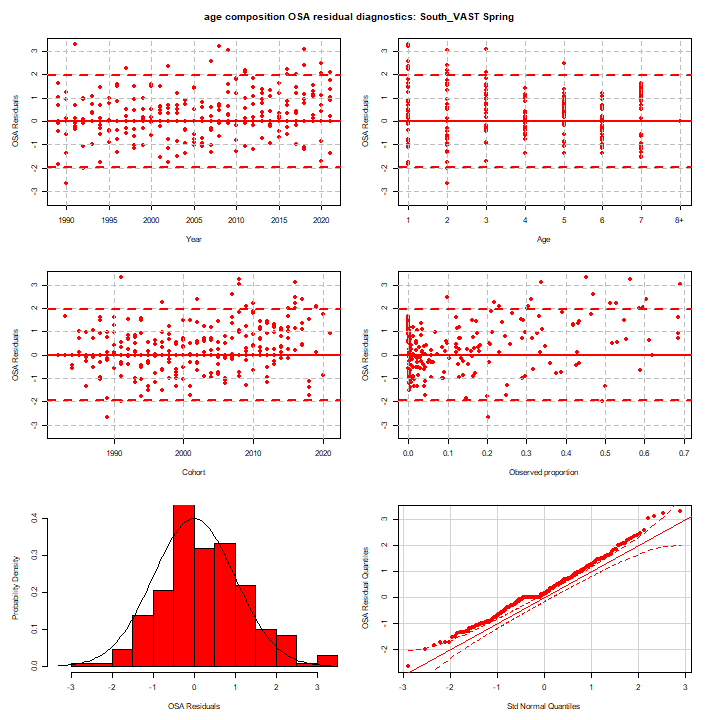 age composition OSA residual diagnostics: South_VAST Spring
OSA Residuals
3
2
1
0
-1
-2
-3
1990 1995 2000 2005 2010 2015 2020
Year
OSA Residuals
3
2
1
0
-1
-2
-3
1 2 3 4 5 6 7 8+
Age
OSA Residuals
3
2
1
0
-1
-2
-3
1990 2000 2010 2020
Cohort
OSA Residuals
3
2
1
0
-1
-2
-3
0.0 0.1 0.2 0.3 0.4 0.5 0.6 0.7
Observed proportion
Probability Density
0.4
0.3
0.2
0.1
0.0
-3 -2 -1 0 1 2 3
OSA Residuals
OSA Residual Quantiles
3
2
1
0
-1
-2
-3 -2 -1 0 1 2 3
Std Normal Quantiles